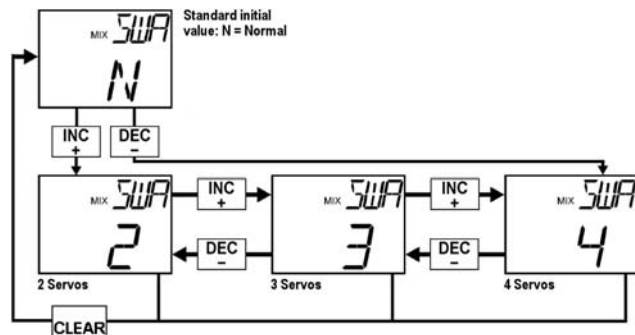 MIX SWA
N
Standard initial
value: N = Normal
INC
+
DEC
–
MIX SWA
2
2 Servos
INC
+
DEC
–
MIX SWA
3
3 Servos
INC
+
DEC
–
MIX SWA
4
4 Servos
CLEAR